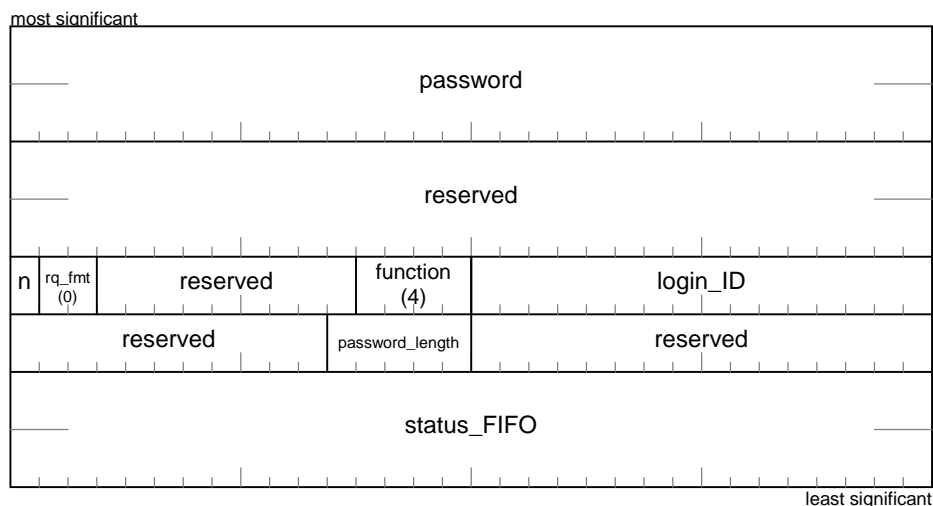 most significant
password
reserved
n
rq_fmt
(0)
reserved
function
(4)
login_ID
reserved
password_length
reserved
status_FIFO
least significant